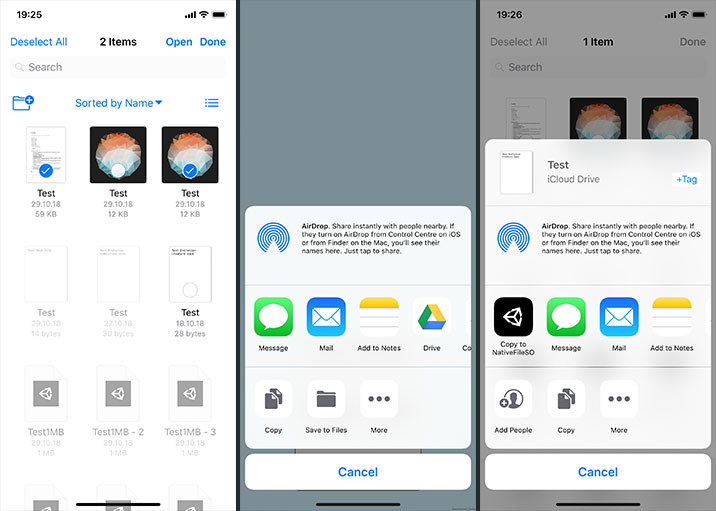 19:25
Deselect All 2 Items Open Done
Search
Sorted by Name
Test Test Test
29.10.18 29.10.18 29.10.18
59 KB 12 KB 12 KB
Test Test Test
29.10.18 27.10.18 18.10.18
14 bytes 30 bytes 28 bytes
Test1MB Test1MB - 2 Test1MB - 3
29.10.18 29.10.18 29.10.18
1 MB 1 MB 1 MB
AirDrop. Share instantly with people nearby. If
they turn on AirDrop from Control Centre on iOS
or from Finder on the Mac, you'll see their
names here. Just tap to share.
Message Mail Add to Notes Drive Co
Copy Save to Files More
Cancel
19:26
Deselect All 1 Item Done
Search
Test
iCloud Drive
+Tag
AirDrop. Share instantly with people nearby. If
they turn on AirDrop from Control Centre on iOS
or from Finder on the Mac, you'll see their
names here. Just tap to share.
Copy to
NativeFileSO
Message Mail Add to Notes
Add People Copy More
Cancel